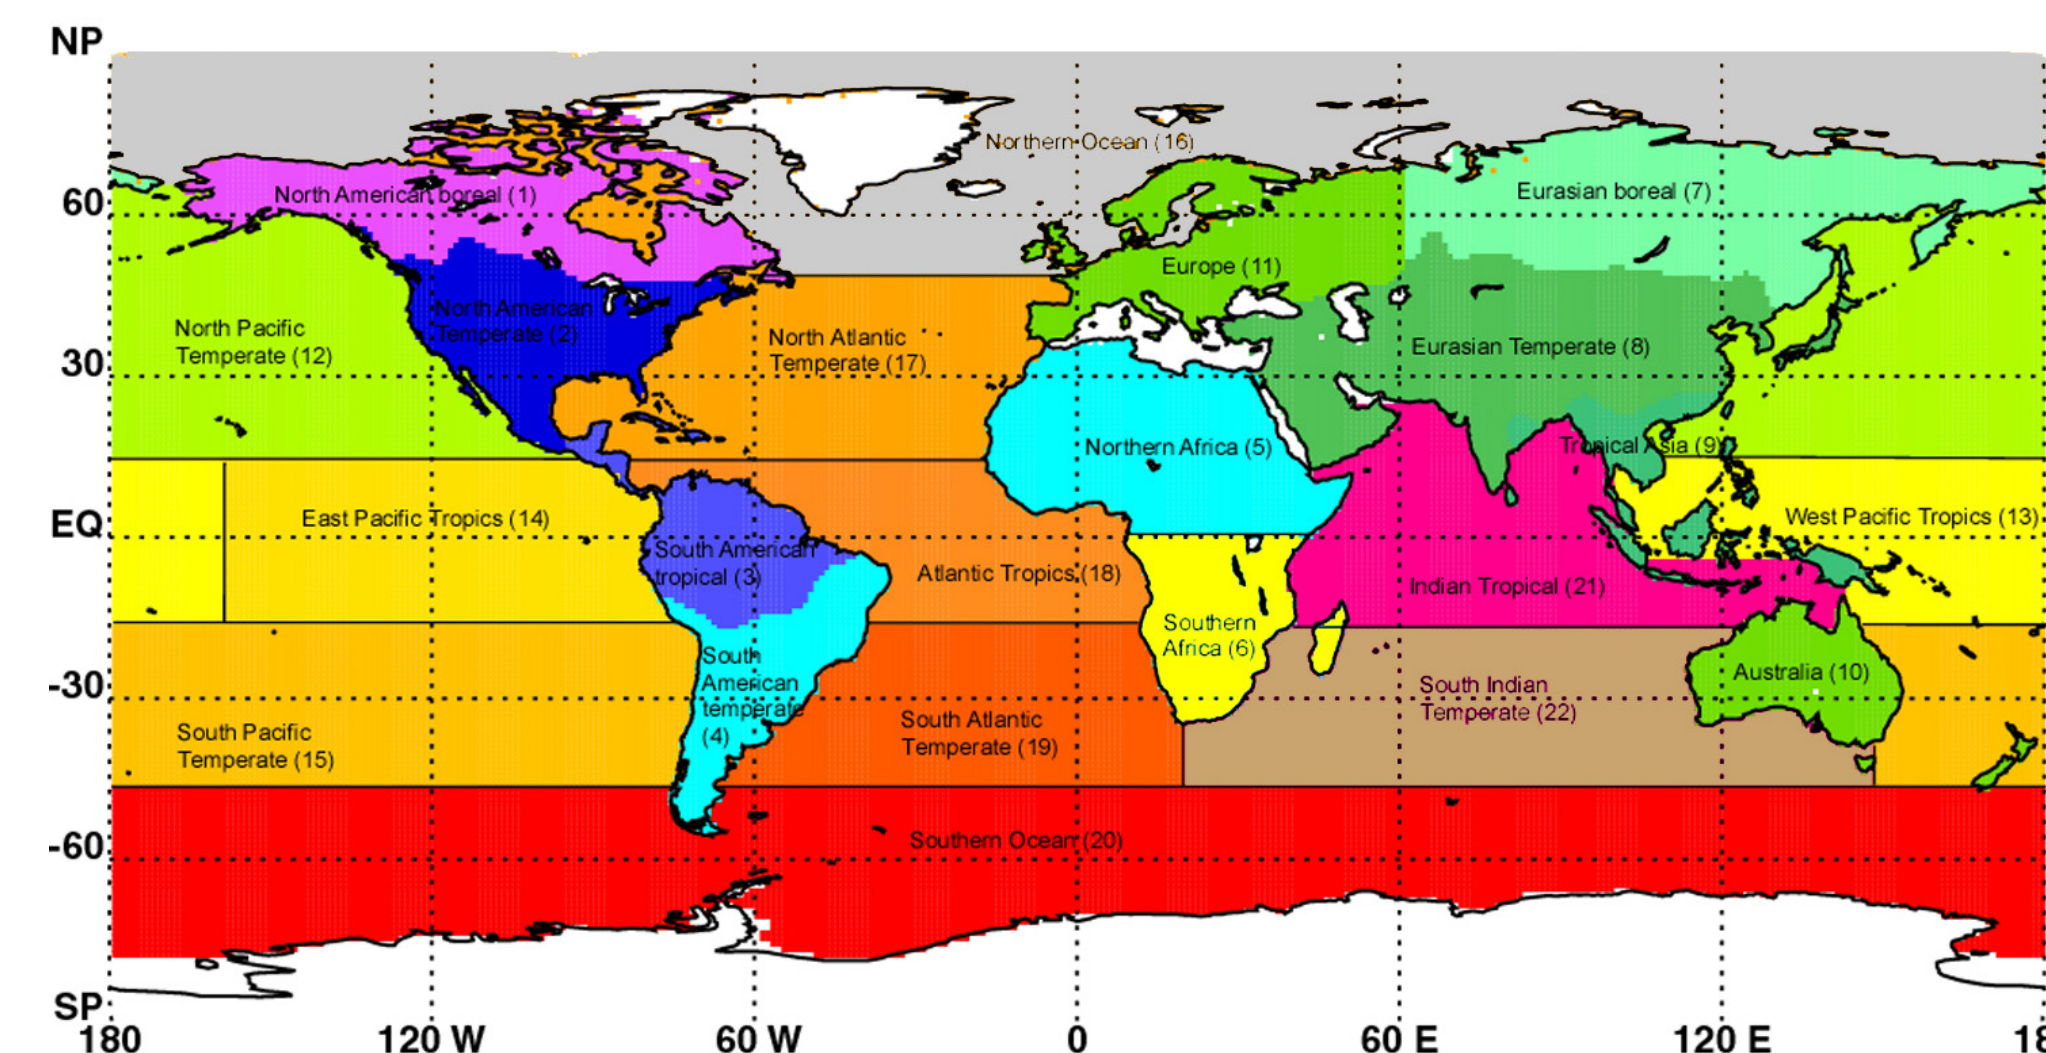 NP
Northern Ocean (16)
North American boreal (1)
Eurasian boreal (7)
60
Europe (11)
North American
Temperate (2)
North Pacific
Temperate (12)
North Atlantic
Temperate (17)
Eurasian Temperate (8)
30
Northern Africa (5)
Tropical Asia (9)
EQ
East Pacific Tropics (14)
West Pacific Tropics (13)
South American
tropical (3)
Atlantic Tropics (18)
Indian Tropical (21)
Southern
Africa (6)
South
American
temperate
(4)
Australia (10)
-30
South Indian
Temperate (22)
South Pacific
Temperate (15)
South Atlantic
Temperate (19)
-60
Southern Ocean (20)
SP
180 120 W 60 W 0 60 E 120 E 18